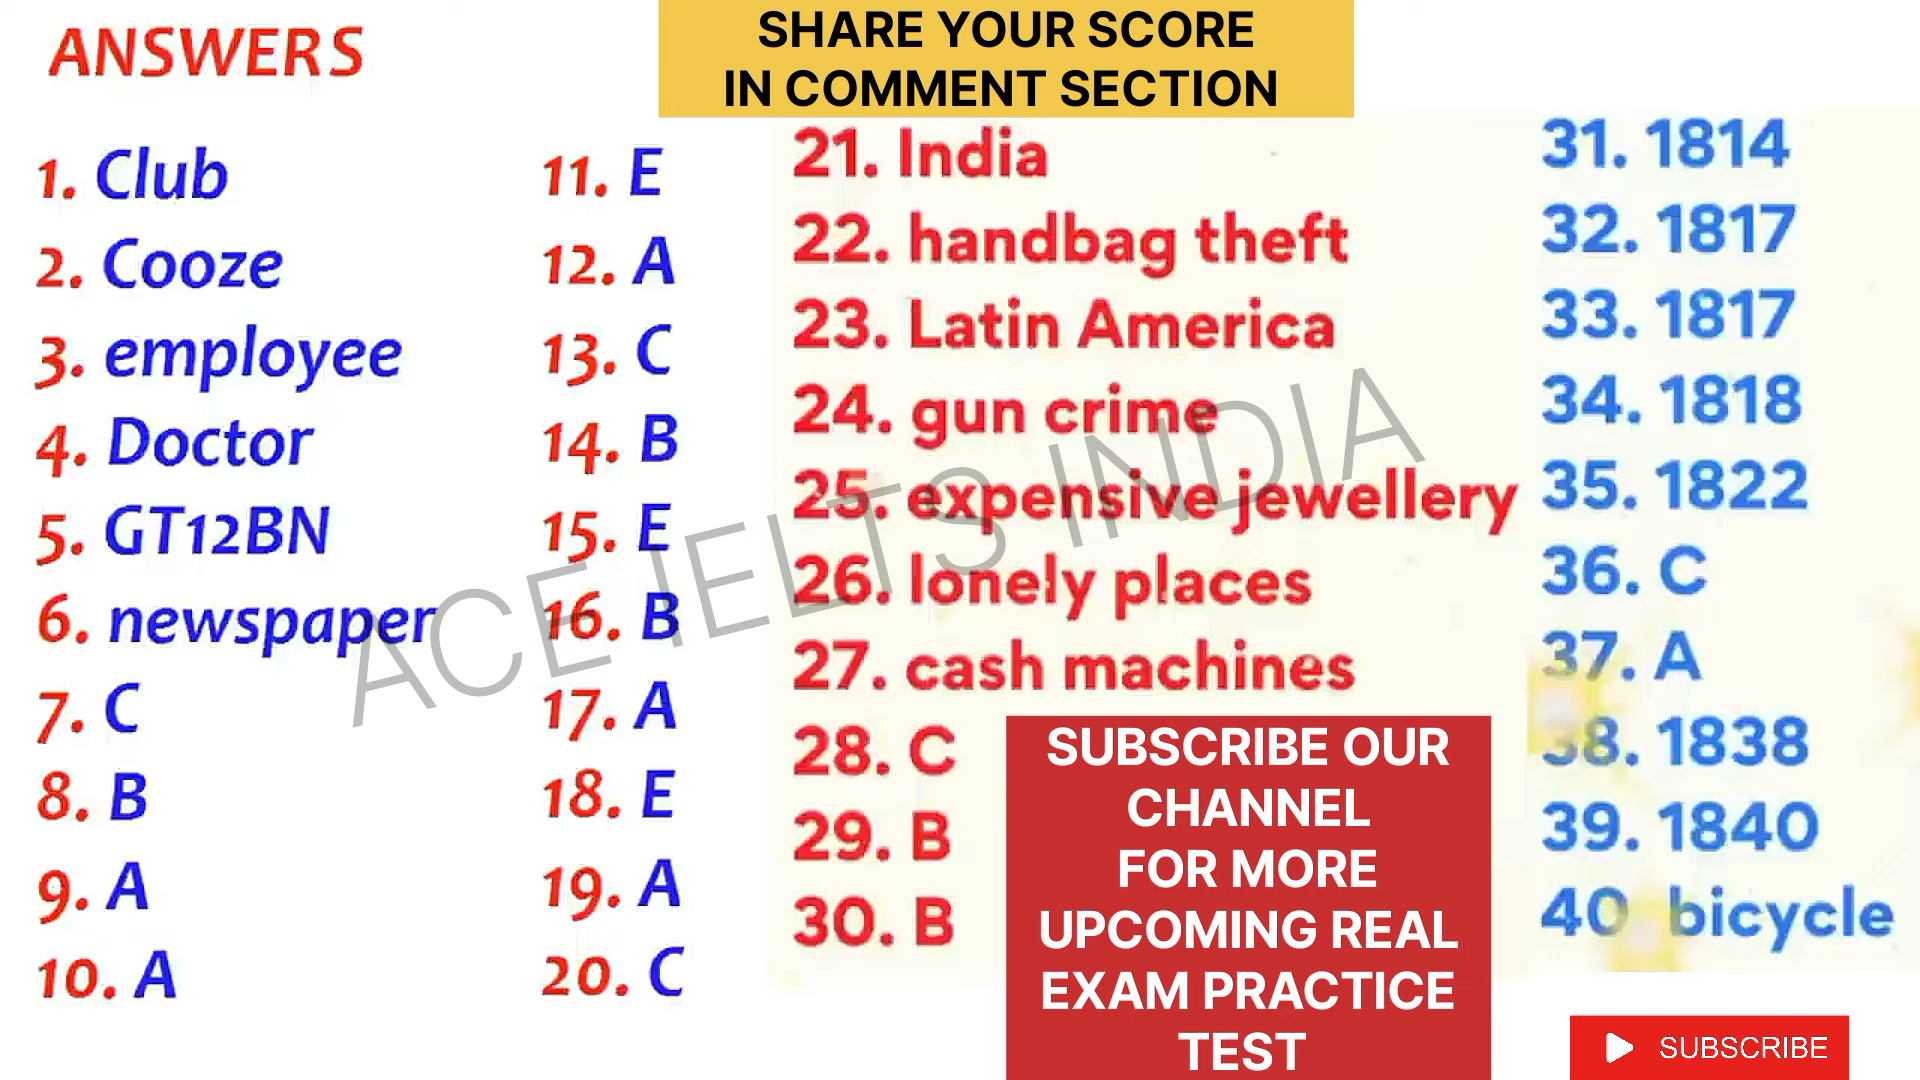 ANSWERS
SHARE YOUR SCORE
IN COMMENT SECTION
1. Club
2. Cooze
3. employee
4. Doctor
5. GT12BN
6. newspaper
7. C
8. B
9. A
10. A
11. E
12. A
13. C
14. B
15. E
16. B
17. A
18. E
19. A
20. C
21. India
22. handbag theft
23. Latin America
24. gun crime
25. expensive jewellery
26. lonely places
27. cash machines
28. C
29. B
30. B
31. 1814
32. 1817
33. 1817
34. 1818
35. 1822
36. C
37. A
38. 1838
39. 1840
40 bicycle
ACE IELTS INDIA
SUBSCRIBE OUR
CHANNEL
FOR MORE
UPCOMING REAL
EXAM PRACTICE
TEST
SUBSCRIBE